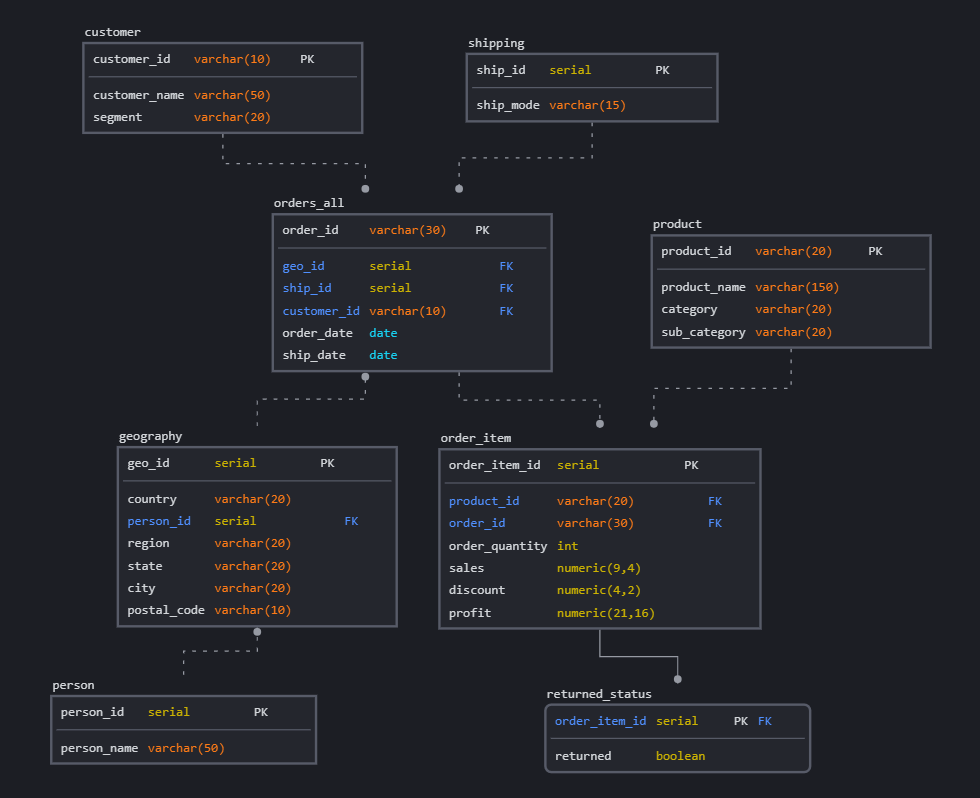 customer
customer_id varchar(10) PK
customer_name varchar(50)
segment varchar(20)
shipping
ship_id serial PK
ship_mode varchar(15)
orders_all
order_id varchar(30) PK
geo_id serial FK
ship_id serial FK
customer_id varchar(10) FK
order_date date
ship_date date
product
product_id varchar(20) PK
product_name varchar(150)
category varchar(20)
sub_category varchar(20)
geography
geo_id serial PK
country varchar(20)
person_id serial FK
region varchar(20)
state varchar(20)
city varchar(20)
postal_code varchar(10)
order_item
order_item_id serial PK
product_id varchar(20) FK
order_id varchar(30) FK
order_quantity int
sales numeric(9,4)
discount numeric(4,2)
profit numeric(21,16)
person
person_id serial PK
person_name varchar(50)
returned_status
order_item_id serial PK FK
returned boolean